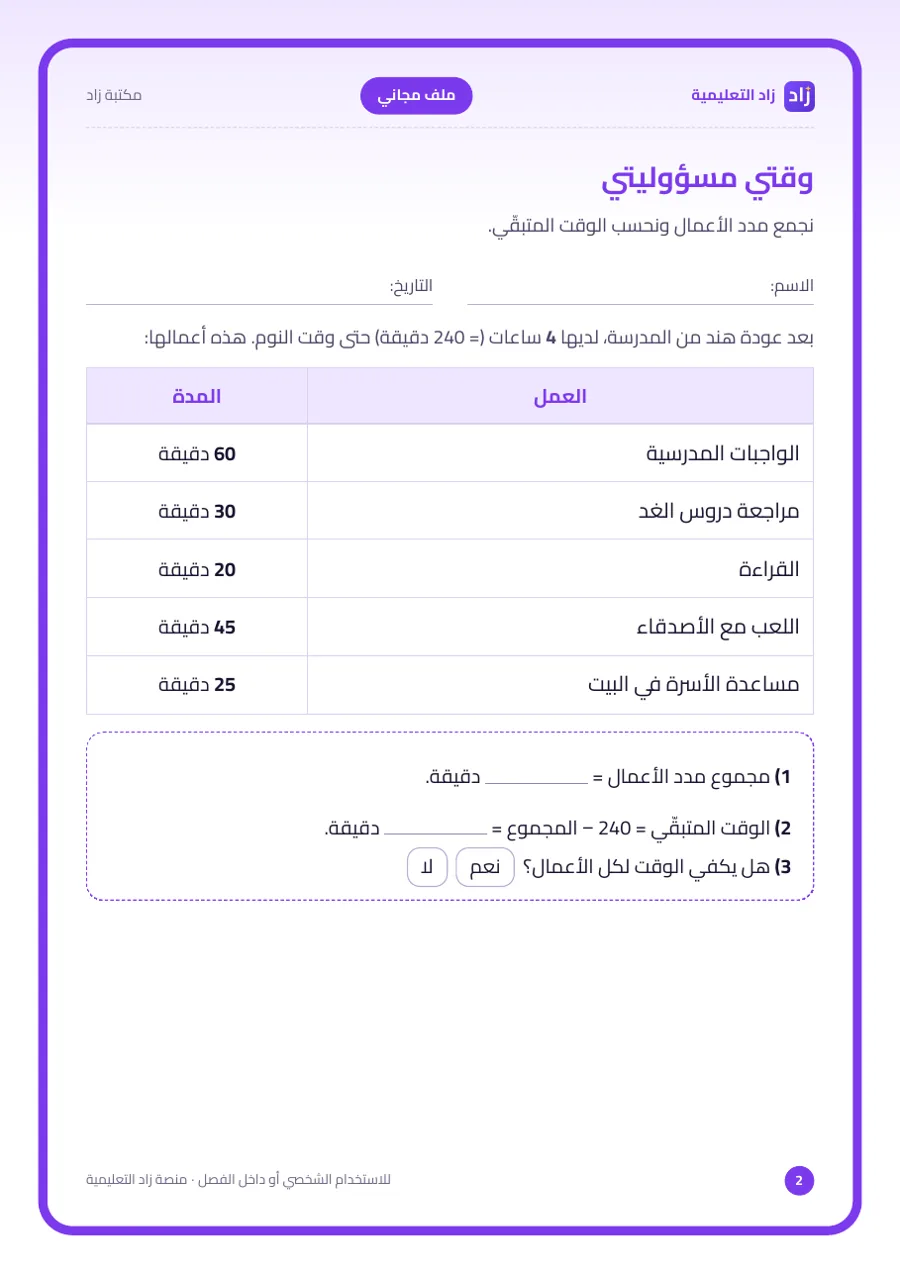 زاد زاد التعليمية
ملف مجاني
مكتبة زاد
وقتي مسؤوليتي
نجمع مدد الأعمال ونحسب الوقت المتبقّي.
الاسم: التاريخ:
بعد عودة هند من المدرسة، لديها 4 ساعات (= 240 دقيقة) حتى وقت النوم. هذه أعمالها:
العمل المدة
الواجبات المدرسية 60 دقيقة
مراجعة دروس الغد 30 دقيقة
القراءة 20 دقيقة
اللعب مع الأصدقاء 45 دقيقة
مساعدة الأسرة في البيت 25 دقيقة
1) مجموع مدد الأعمال = __________ دقيقة.
2) الوقت المتبقّي = 240 − المجموع = __________ دقيقة.
3) هل يكفي الوقت لكل الأعمال؟ نعم لا
2 للاستخدام الشخصي أو داخل الفصل · منصة زاد التعليمية